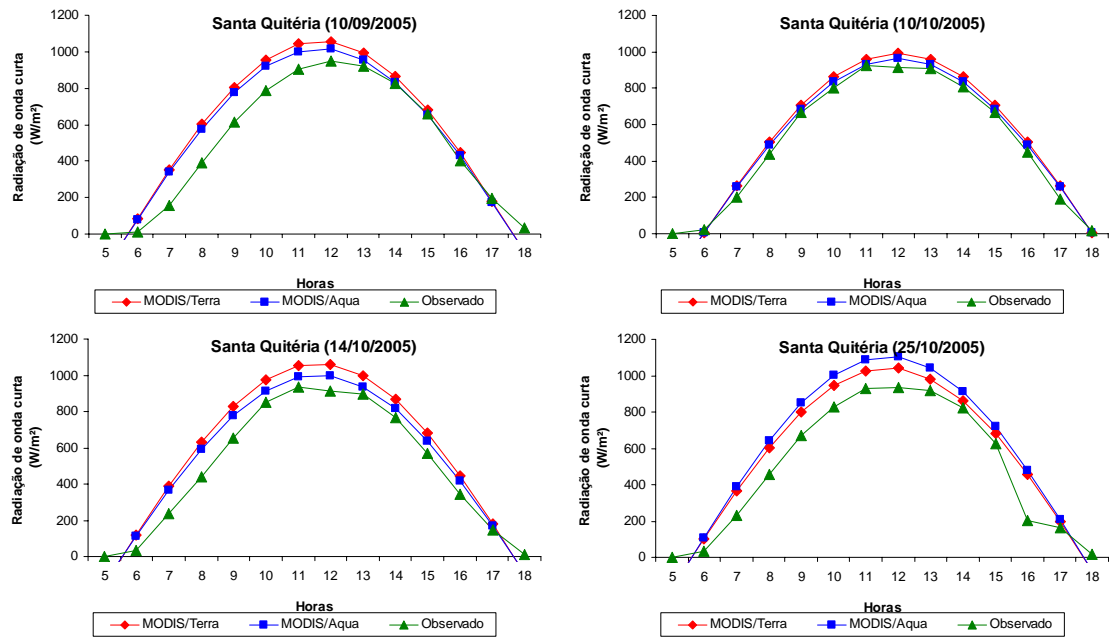 Santa Quitéria (10/09/2005)
Radiação de onda curta
(W/m²)
1200
1000
800
600
400
200
0
5 6 7 8 9 10 11 12 13 14 15 16 17 18
Horas
MODIS/Terra MODIS/Aqua Observado
Santa Quitéria (10/10/2005)
Radiação de onda curta
(W/m²)
1200
1000
800
600
400
200
0
5 6 7 8 9 10 11 12 13 14 15 16 17 18
Horas
MODIS/Terra MODIS/Aqua Observado
Santa Quitéria (14/10/2005)
Radiação de onda curta
(W/m²)
1200
1000
800
600
400
200
0
5 6 7 8 9 10 11 12 13 14 15 16 17 18
Horas
MODIS/Terra MODIS/Aqua Observado
Santa Quitéria (25/10/2005)
Radiação de onda curta
(W/m²)
1200
1000
800
600
400
200
0
5 6 7 8 9 10 11 12 13 14 15 16 17 18
Horas
MODIS/Terra MODIS/Aqua Observado